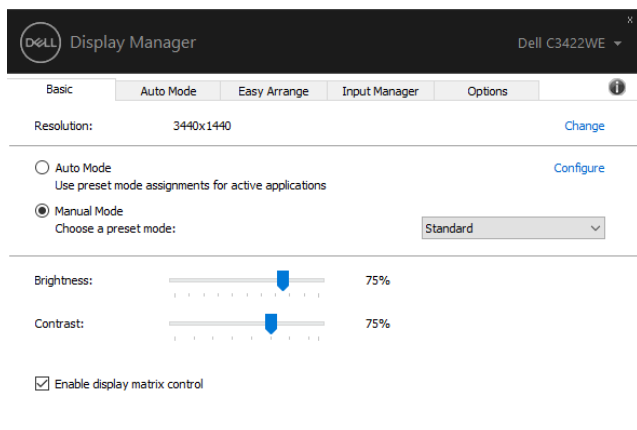 x
DELL Display Manager Dell C3422WE
Basic Auto Mode Easy Arrange Input Manager Options
Resolution: 3440x1440 Change
Auto Mode Configure
Use preset mode assignments for active applications
Manual Mode
Choose a preset mode: Standard
Brightness: 75%
Contrast: 75%
Enable display matrix control